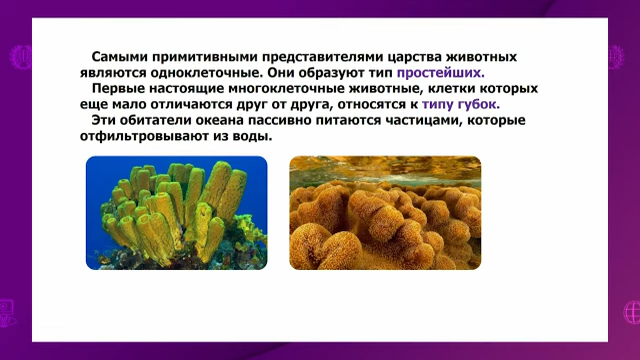 Самыми примитивными представителями царства животных
являются одноклеточные. Они образуют тип простейших.
Первые настоящие многоклеточные животные, клетки которых
еще мало отличаются друг от друга, относятся к типу губок.
Эти обитатели океана пассивно питаются частицами, которые
отфильтровывают из воды.